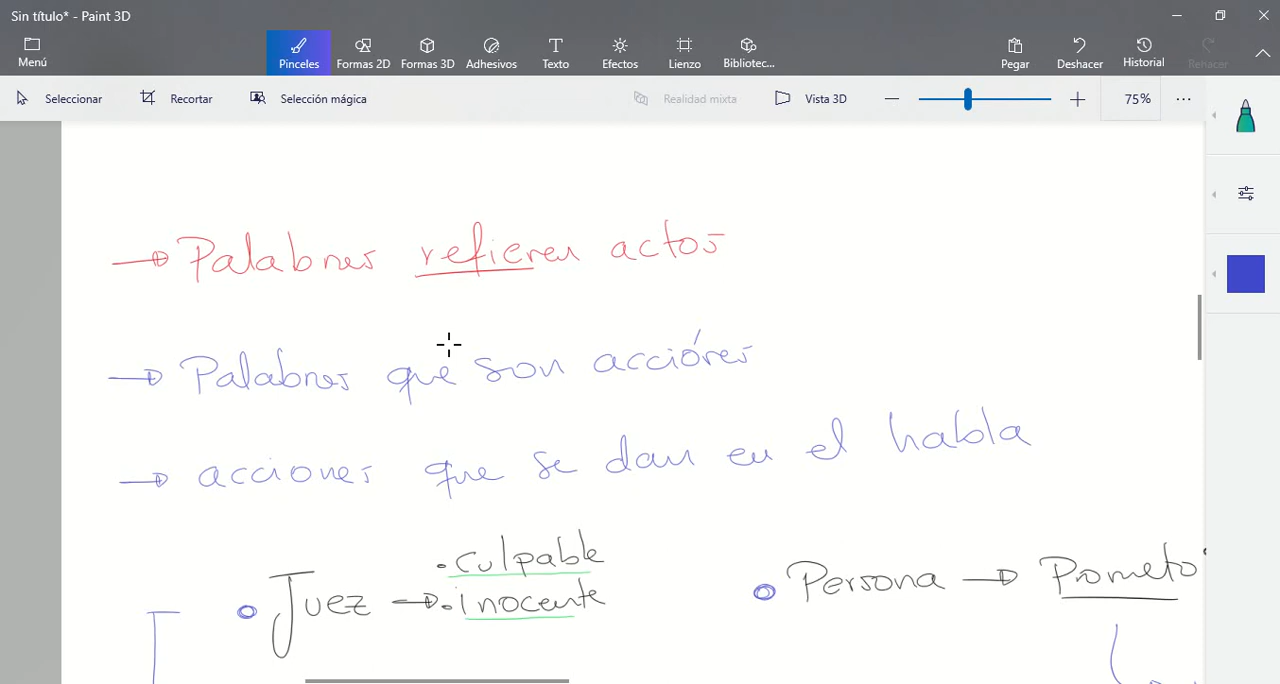 Sin título* - Paint 3D
Menú
Pinceles
Formas 2D
Formas 3D
Adhesivos
Texto
Efectos
Lienzo
Bibliotec...
Pegar
Deshacer
Historial
Rehacer
Seleccionar
Recortar
Selección mágica
Realidad mixta
Vista 3D
75%
→ Palabras refieren actos
→ Palabras que son acciónes
→ acciones que se dan en el habla
• Juez → • culpable
• inocente
• Persona → Prometo